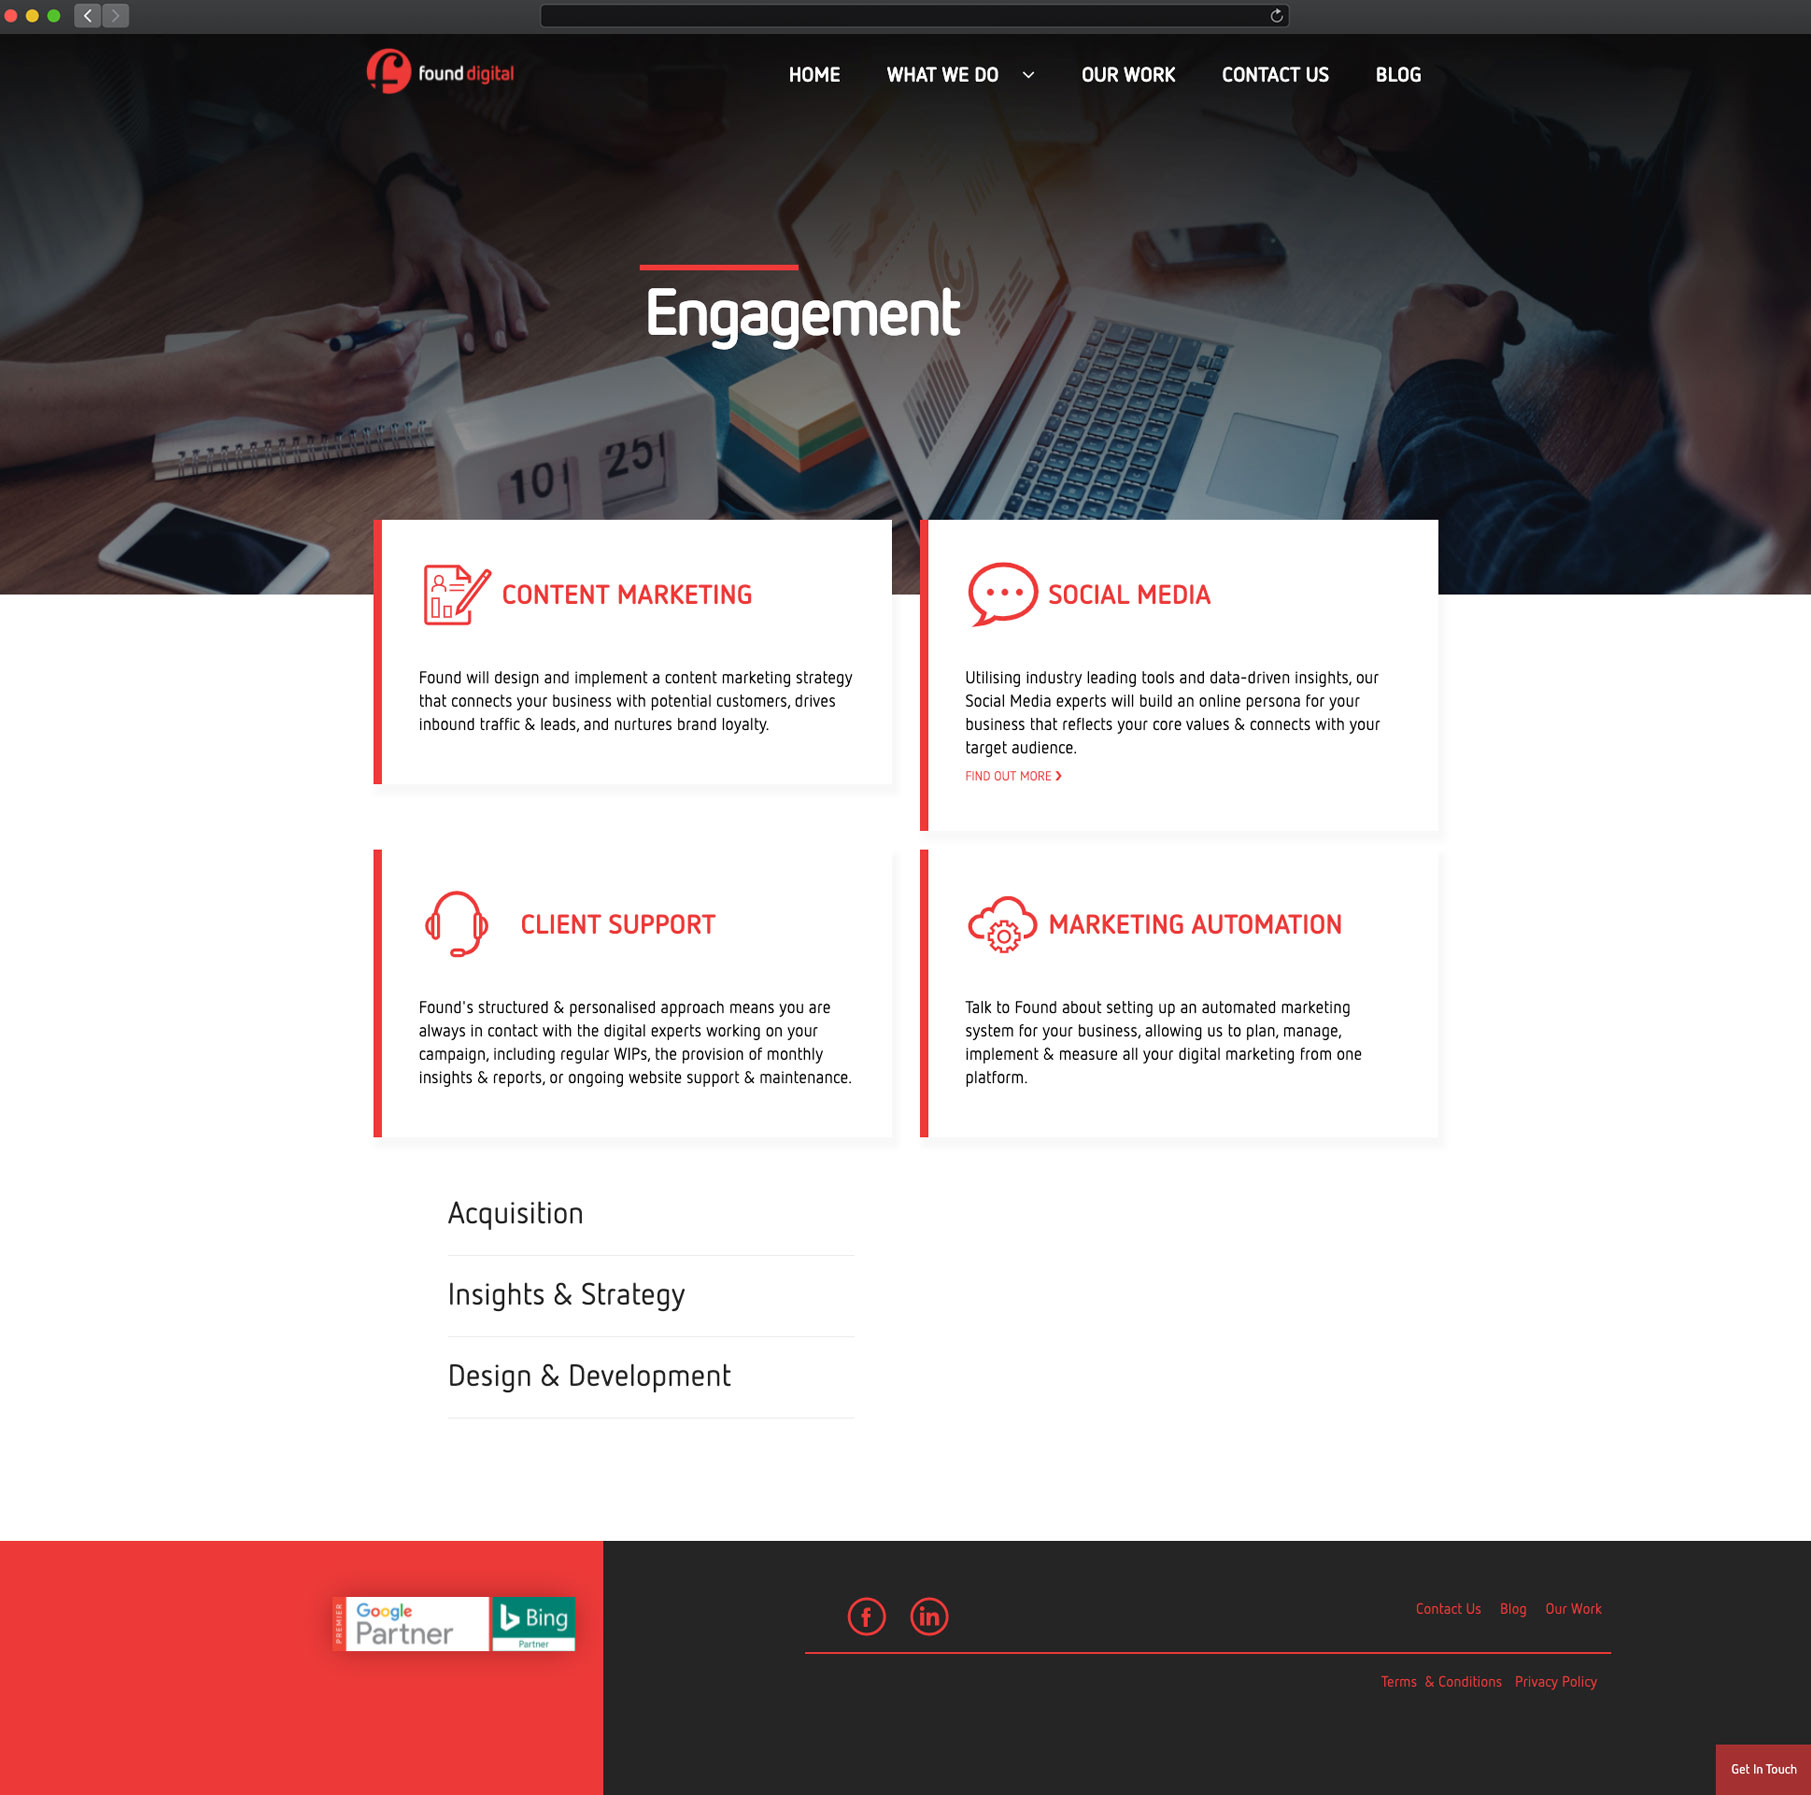 found digital
HOME WHAT WE DO OUR WORK CONTACT US BLOG
Engagement
10 25
CONTENT MARKETING
Found will design and implement a content marketing strategy
that connects your business with potential customers, drives
inbound traffic & leads, and nurtures brand loyalty.
SOCIAL MEDIA
Utilising industry leading tools and data-driven insights, our
Social Media experts will build an online persona for your
business that reflects your core values & connects with your
target audience.
FIND OUT MORE
CLIENT SUPPORT
Found's structured & personalised approach means you are
always in contact with the digital experts working on your
campaign, including regular WIPs, the provision of monthly
insights & reports, or ongoing website support & maintenance.
MARKETING AUTOMATION
Talk to Found about setting up an automated marketing
system for your business, allowing us to plan, manage,
implement & measure all your digital marketing from one
platform.
Acquisition
Insights & Strategy
Design & Development
PREMIER
Google
Partner
Bing
Partner
f in
Contact Us Blog Our Work
Terms & Conditions Privacy Policy
Get In Touch